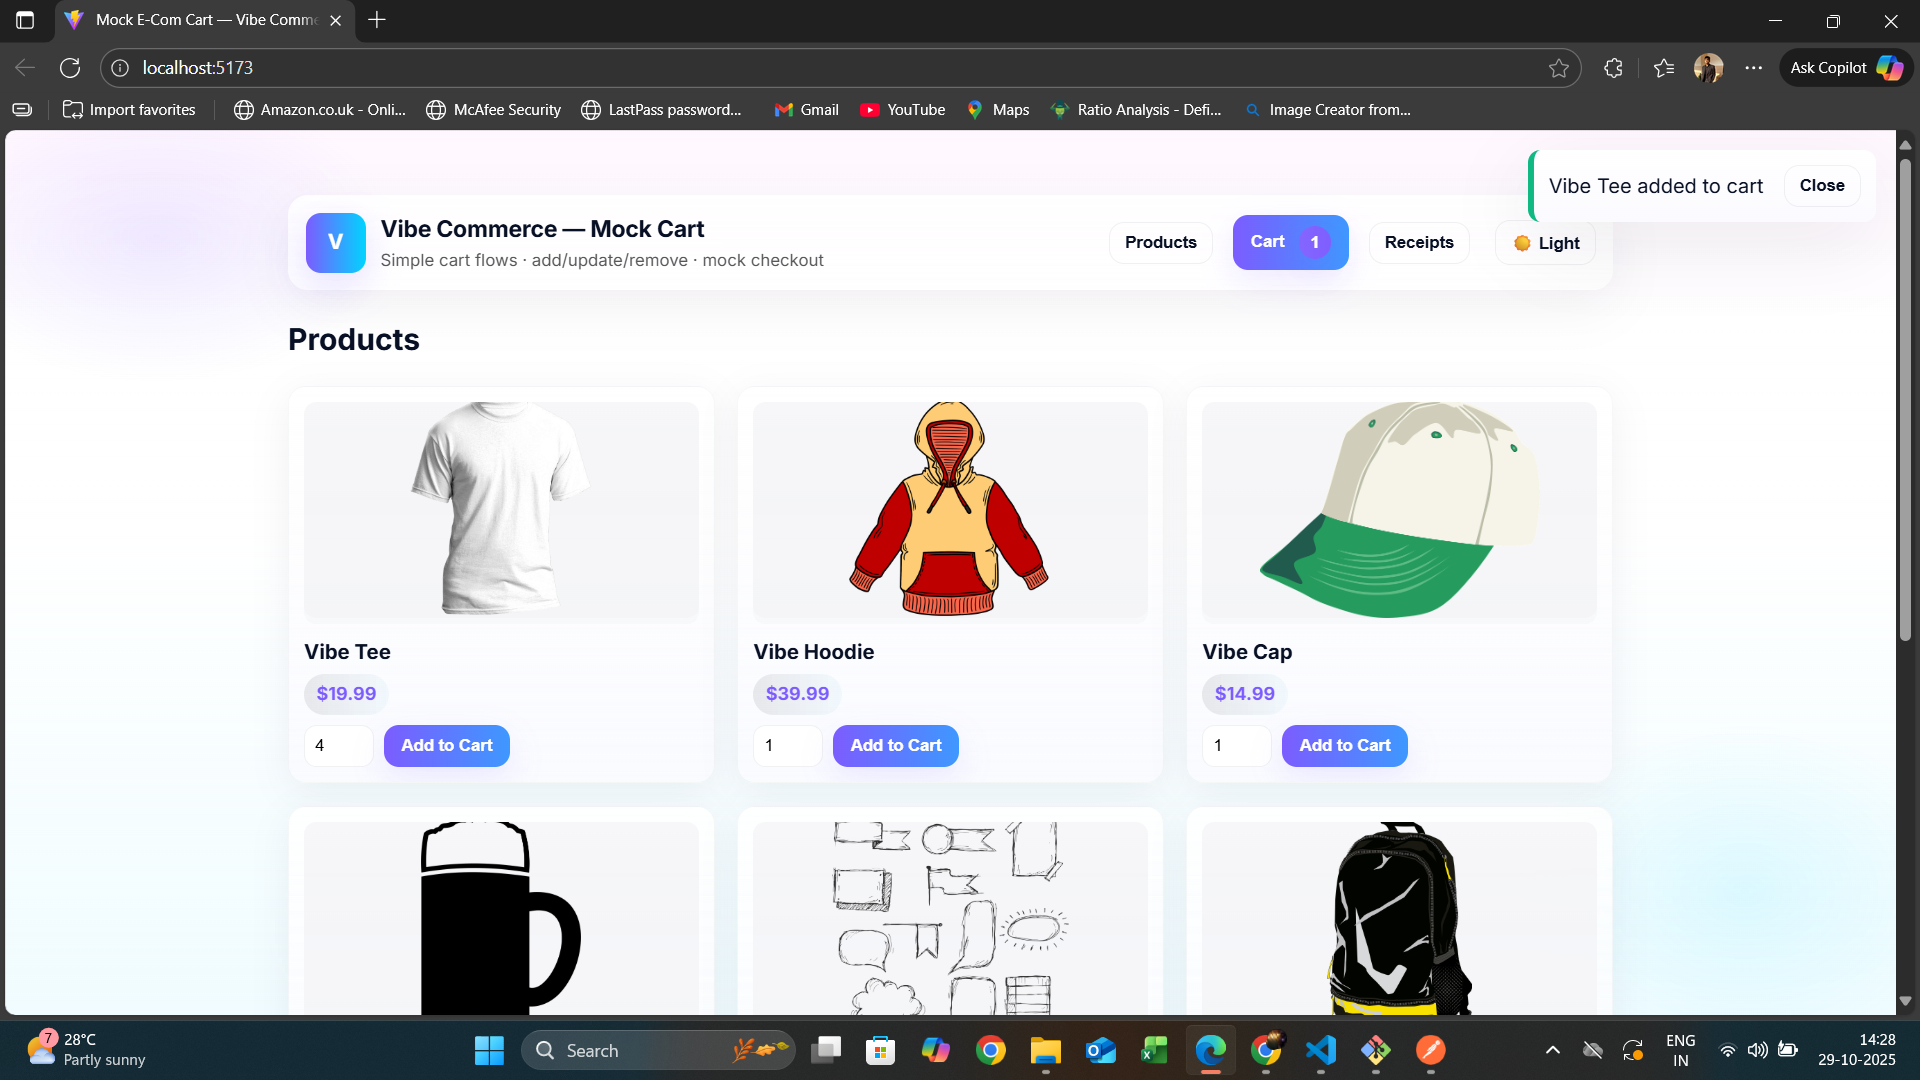 Mock E-Com Cart — Vibe Comme
localhost:5173
Ask Copilot
Import favorites
Amazon.co.uk - Onli...
McAfee Security
LastPass password...
Gmail
YouTube
Maps
Ratio Analysis - Defi...
Image Creator from...
Vibe Tee added to cart
Close
V
Vibe Commerce — Mock Cart
Simple cart flows · add/update/remove · mock checkout
Products
Cart 1
Receipts
Light
Products
Vibe Tee
$19.99
4
Add to Cart
Vibe Hoodie
$39.99
1
Add to Cart
Vibe Cap
$14.99
1
Add to Cart
7
28°C
Partly sunny
Search
ENG
IN
14:28
29-10-2025